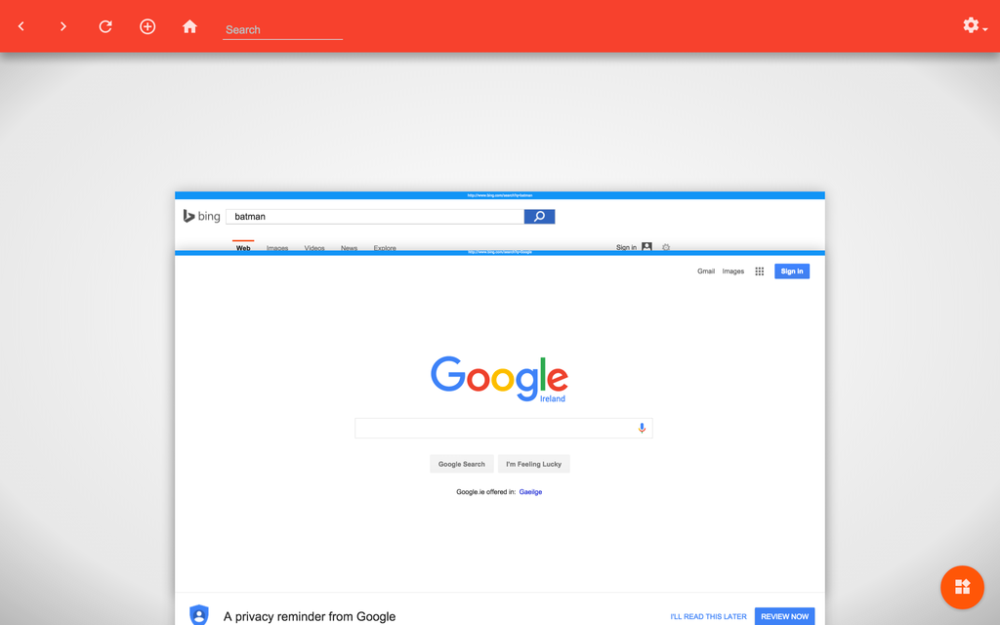 Search
http://www.bing.com/search?q=batman
bing batman
Web Images Videos News Explore Sign in
http://www.bing.com/search?q=Google
Gmail Images Sign in
Google
Ireland
Google Search I'm Feeling Lucky
Google.ie offered in: Gaeilge
A privacy reminder from Google I'LL READ THIS LATER REVIEW NOW